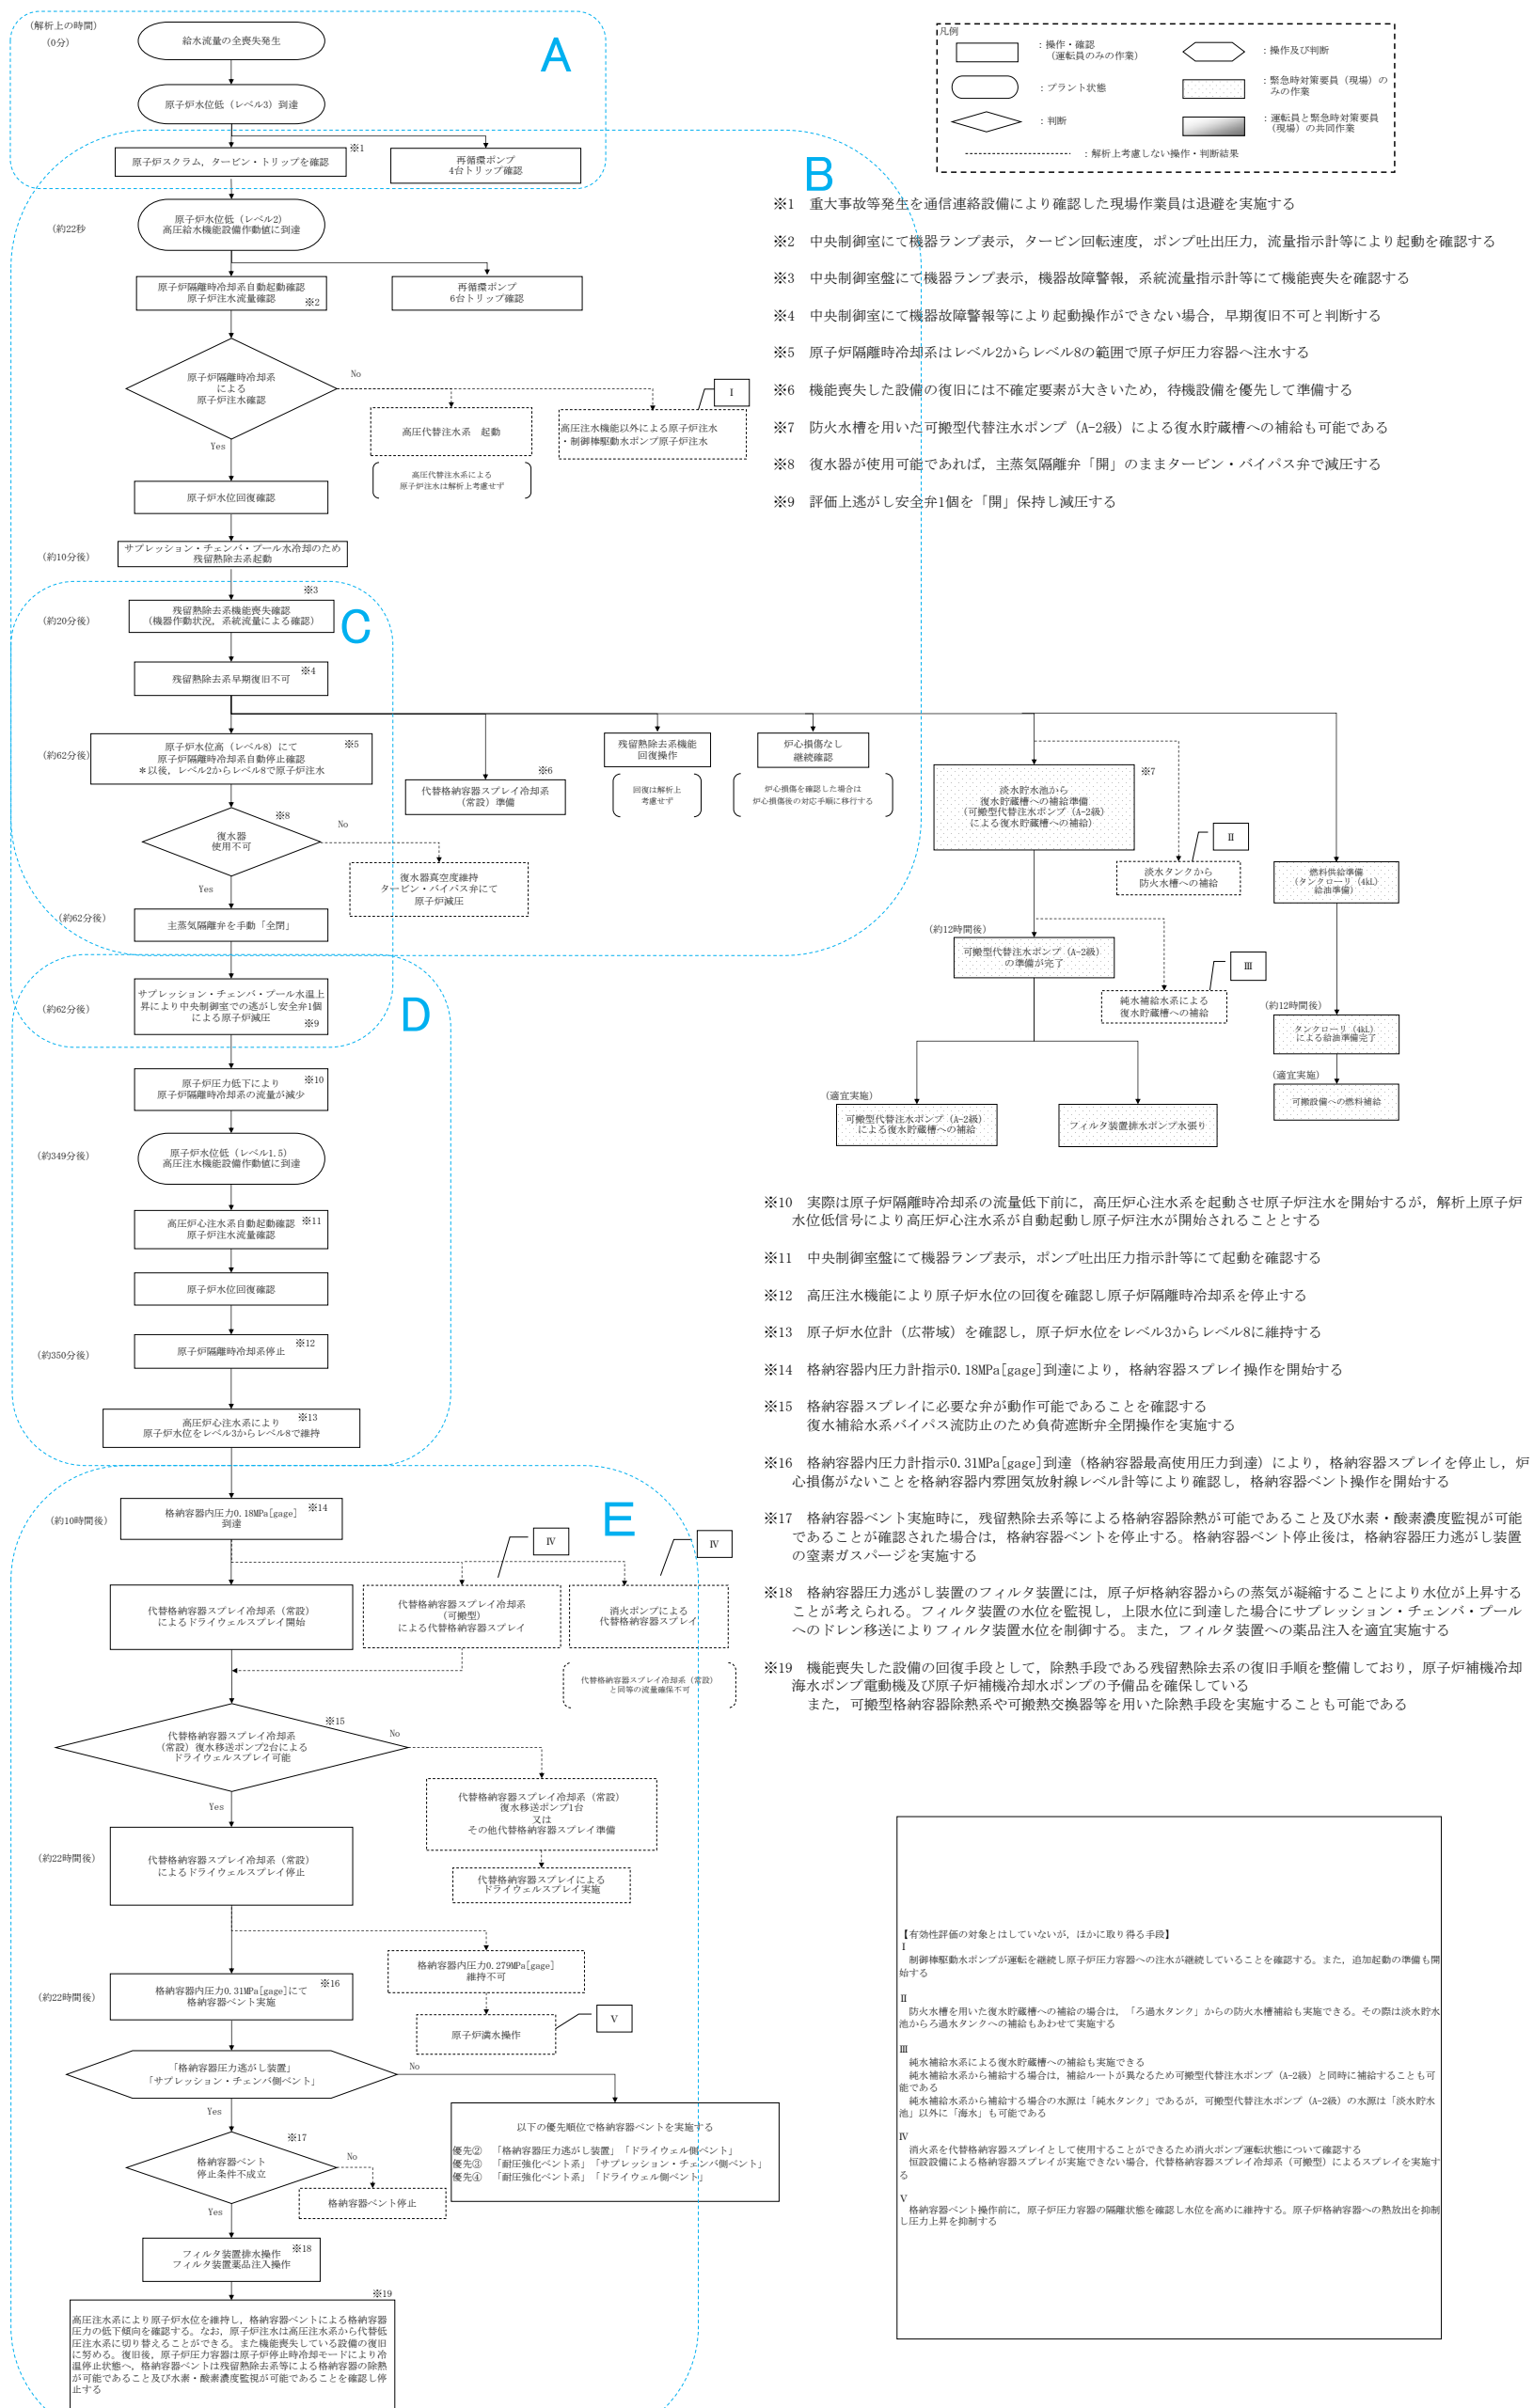 (解析上の時間)
(0分)
給水流量の全喪失発生
A
原子炉水位低（レベル3）到達
原子炉スクラム，タービン・トリップを確認
※1
再循環ポンプ
4台トリップ確認
B
凡例
：操作・確認
（運転員のみの作業）
：操作及び判断
：プラント状態
：緊急時対策要員（現場）の
みの作業
：判断
：運転員と緊急時対策要員
（現場）の共同作業
：解析上考慮しない操作・判断結果
(約22秒
原子炉水位低（レベル2）
高圧給水機能設備作動値に到達
原子炉隔離時冷却系自動起動確認
原子炉注水流量確認
※2
再循環ポンプ
6台トリップ確認
原子炉隔離時冷却系
による
原子炉注水確認
No
Yes
高圧代替注水系　起動
高圧代替注水系による
原子炉注水は解析上考慮せず
Ⅰ
高圧注水機能以外による原子炉注水
・制御棒駆動水ポンプ原子炉注水
原子炉水位回復確認
(約10分後)
サプレッション・チェンバ・プール水冷却のため
残留熱除去系起動
※1　重大事故等発生を通信連絡設備により確認した現場作業員は退避を実施する
※2　中央制御室にて機器ランプ表示，タービン回転速度，ポンプ吐出圧力，流量指示計等により起動を確認する
※3　中央制御室盤にて機器ランプ表示，機器故障警報，系統流量指示計等にて機能喪失を確認する
※4　中央制御室にて機器故障警報等により起動操作ができない場合，早期復旧不可と判断する
※5　原子炉隔離時冷却系はレベル2からレベル8の範囲で原子炉圧力容器へ注水する
※6　機能喪失した設備の復旧には不確定要素が大きいため，待機設備を優先して準備する
※7　防火水槽を用いた可搬型代替注水ポンプ（A-2級）による復水貯蔵槽への補給も可能である
※8　復水器が使用可能であれば，主蒸気隔離弁「開」のままタービン・バイパス弁で減圧する
※9　評価上逃がし安全弁1個を「開」保持し減圧する
※3
(約20分後)
残留熱除去系機能喪失確認
（機器作動状況，系統流量による確認）
C
残留熱除去系早期復旧不可
※4
(約62分後)
原子炉水位高（レベル8）にて
原子炉隔離時冷却系自動停止確認
＊以後，レベル2からレベル8で原子炉注水
※5
※6
代替格納容器スプレイ冷却系
（常設）準備
残留熱除去系機能
回復操作
回復は解析上
考慮せず
炉心損傷なし
継続確認
炉心損傷を確認した場合は
炉心損傷後の対応手順に移行する
※7
淡水貯水池から
復水貯蔵槽への補給準備
（可搬型代替注水ポンプ（A-2級）
による復水貯蔵槽への補給）
Ⅱ
淡水タンクから
防火水槽への補給
燃料供給準備
（タンクローリ（4kL）
給油準備）
復水器
使用不可
※8
No
Yes
復水器真空度維持
タービン・バイパス弁にて
原子炉減圧
(約62分後)
主蒸気隔離弁を手動「全閉」
(約12時間後)
可搬型代替注水ポンプ（A-2級）
の準備が完了
Ⅲ
純水補給水系による
復水貯蔵槽への補給
(約12時間後)
タンクローリ（4kL）
による給油準備完了
(適宜実施)
可搬設備への燃料補給
(適宜実施)
可搬型代替注水ポンプ（A-2級）
による復水貯蔵槽への補給
フィルタ装置排水ポンプ水張り
(約62分後)
サプレッション・チェンバ・プール水温上
昇により中央制御室での逃がし安全弁1個
による原子炉減圧
※9
D
原子炉圧力低下により
原子炉隔離時冷却系の流量が減少
※10
(約349分後)
原子炉水位低（レベル1.5）
高圧注水機能設備作動値に到達
高圧炉心注水系自動起動確認
原子炉注水流量確認
※11
原子炉水位回復確認
(約350分後)
原子炉隔離時冷却系停止
※12
高圧炉心注水系により
原子炉水位をレベル3からレベル8で維持
※13
※10　実際は原子炉隔離時冷却系の流量低下前に，高圧炉心注水系を起動させ原子炉注水を開始するが，解析上原子炉
水位低信号により高圧炉心注水系が自動起動し原子炉注水が開始されることとする
※11　中央制御室盤にて機器ランプ表示，ポンプ吐出圧力指示計等にて起動を確認する
※12　高圧注水機能により原子炉水位の回復を確認し原子炉隔離時冷却系を停止する
※13　原子炉水位計（広帯域）を確認し，原子炉水位をレベル3からレベル8に維持する
※14　格納容器内圧力計指示0.18MPa[gage]到達により，格納容器スプレイ操作を開始する
※15　格納容器スプレイに必要な弁が動作可能であることを確認する
復水補給水系バイパス流防止のため負荷遮断弁全閉操作を実施する
※16　格納容器内圧力計指示0.31MPa[gage]到達（格納容器最高使用圧力到達）により，格納容器スプレイを停止し，炉
心損傷がないことを格納容器内雰囲気放射線レベル計等により確認し，格納容器ベント操作を開始する
※17　格納容器ベント実施時に，残留熱除去系等による格納容器除熱が可能であること及び水素・酸素濃度監視が可能
であることが確認された場合は，格納容器ベントを停止する。格納容器ベント停止後は，格納容器圧力逃がし装置
の窒素ガスパージを実施する
※18　格納容器圧力逃がし装置のフィルタ装置には，原子炉格納容器からの蒸気が凝縮することにより水位が上昇する
ことが考えられる。フィルタ装置の水位を監視し，上限水位に到達した場合にサプレッション・チェンバ・プール
へのドレン移送によりフィルタ装置水位を制御する。また，フィルタ装置への薬品注入を適宜実施する
※19　機能喪失した設備の回復手段として，除熱手段である残留熱除去系の復旧手順を整備しており，原子炉補機冷却
海水ポンプ電動機及び原子炉補機冷却水ポンプの予備品を確保している
また，可搬型格納容器除熱系や可搬熱交換器等を用いた除熱手段を実施することも可能である
E
(約10時間後)
格納容器内圧力0.18MPa[gage]
到達
※14
Ⅳ
Ⅳ
代替格納容器スプレイ冷却系（常設）
によるドライウェルスプレイ開始
代替格納容器スプレイ冷却系
（可搬型）
による代替格納容器スプレイ
消火ポンプによる
代替格納容器スプレイ
代替格納容器スプレイ冷却系（常設）
と同等の流量確保不可
※15
代替格納容器スプレイ冷却系
（常設）復水移送ポンプ2台による
ドライウェルスプレイ可能
No
Yes
代替格納容器スプレイ冷却系（常設）
復水移送ポンプ1台
又は
その他代替格納容器スプレイ準備
代替格納容器スプレイによる
ドライウェルスプレイ実施
(約22時間後)
代替格納容器スプレイ冷却系（常設）
によるドライウェルスプレイ停止
格納容器内圧力0.279MPa[gage]
維持不可
Ⅴ
原子炉満水操作
(約22時間後)
格納容器内圧力0.31MPa[gage]にて
格納容器ベント実施
※16
「格納容器圧力逃がし装置」
「サプレッション・チェンバ側ベント」
No
Yes
以下の優先順位で格納容器ベントを実施する
優先②　「格納容器圧力逃がし装置」「ドライウェル側ベント」
優先③　「耐圧強化ベント系」「サプレッション・チェンバ側ベント」
優先④　「耐圧強化ベント系」「ドライウェル側ベント」
※17
格納容器ベント
停止条件不成立
No
Yes
格納容器ベント停止
フィルタ装置排水操作
フィルタ装置薬品注入操作
※18
※19
高圧注水系により原子炉水位を維持し，格納容器ベントによる格納容器
圧力の低下傾向を確認する。なお，原子炉注水は高圧注水系から代替低
圧注水系に切り替えることができる。また機能喪失している設備の復旧
に努める。復旧後，原子炉圧力容器は原子炉停止時冷却モードにより冷
温停止状態へ，格納容器ベントは残留熱除去系等による格納容器の除熱
が可能であること及び水素・酸素濃度監視が可能であることを確認し停
止する
【有効性評価の対象とはしていないが，ほかに取り得る手段】
Ⅰ
制御棒駆動水ポンプが運転を継続し原子炉圧力容器への注水が継続していることを確認する。また，追加起動の準備も開
始する
Ⅱ
防火水槽を用いた復水貯蔵槽への補給の場合は，「ろ過水タンク」からの防火水槽補給も実施できる。その際は淡水貯水
池からろ過水タンクへの補給もあわせて実施する
Ⅲ
純水補給水系による復水貯蔵槽への補給も実施できる
純水補給水系から補給する場合は，補給ルートが異なるため可搬型代替注水ポンプ（A-2級）と同時に補給することも可
能である
純水補給水系から補給する場合の水源は「純水タンク」であるが，可搬型代替注水ポンプ（A-2級）の水源は「淡水貯水
池」以外に「海水」も可能である
Ⅳ
消火系を代替格納容器スプレイとして使用することができるため消火ポンプ運転状態について確認する
恒設設備による格納容器スプレイが実施できない場合，代替格納容器スプレイ冷却系（可搬型）によるスプレイを実施す
る
Ⅴ
格納容器ベント操作前に，原子炉圧力容器の隔離状態を確認し水位を高めに維持する。原子炉格納容器への熱放出を抑制
し圧力上昇を抑制する